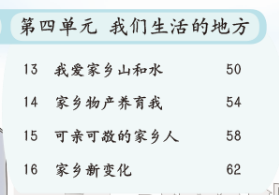 第四单元 我们生活的地方
13 我爱家乡山和水 50
14 家乡物产养育我 54
15 可亲可敬的家乡人 58
16 家乡新变化 62